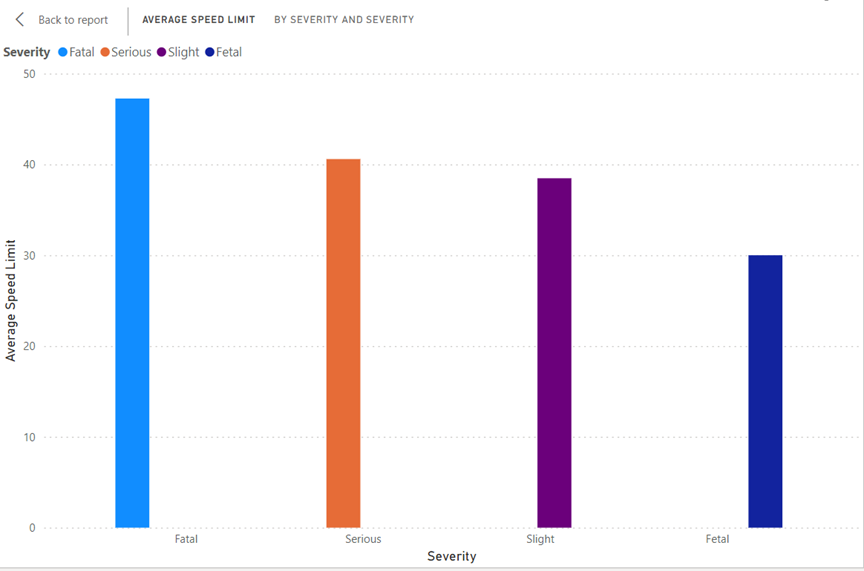 Back to report AVERAGE SPEED LIMIT BY SEVERITY AND SEVERITY
Severity Fatal Serious Slight Fetal
50
40
30
20
10
0
Average Speed Limit
Fatal Serious Slight Fetal
Severity